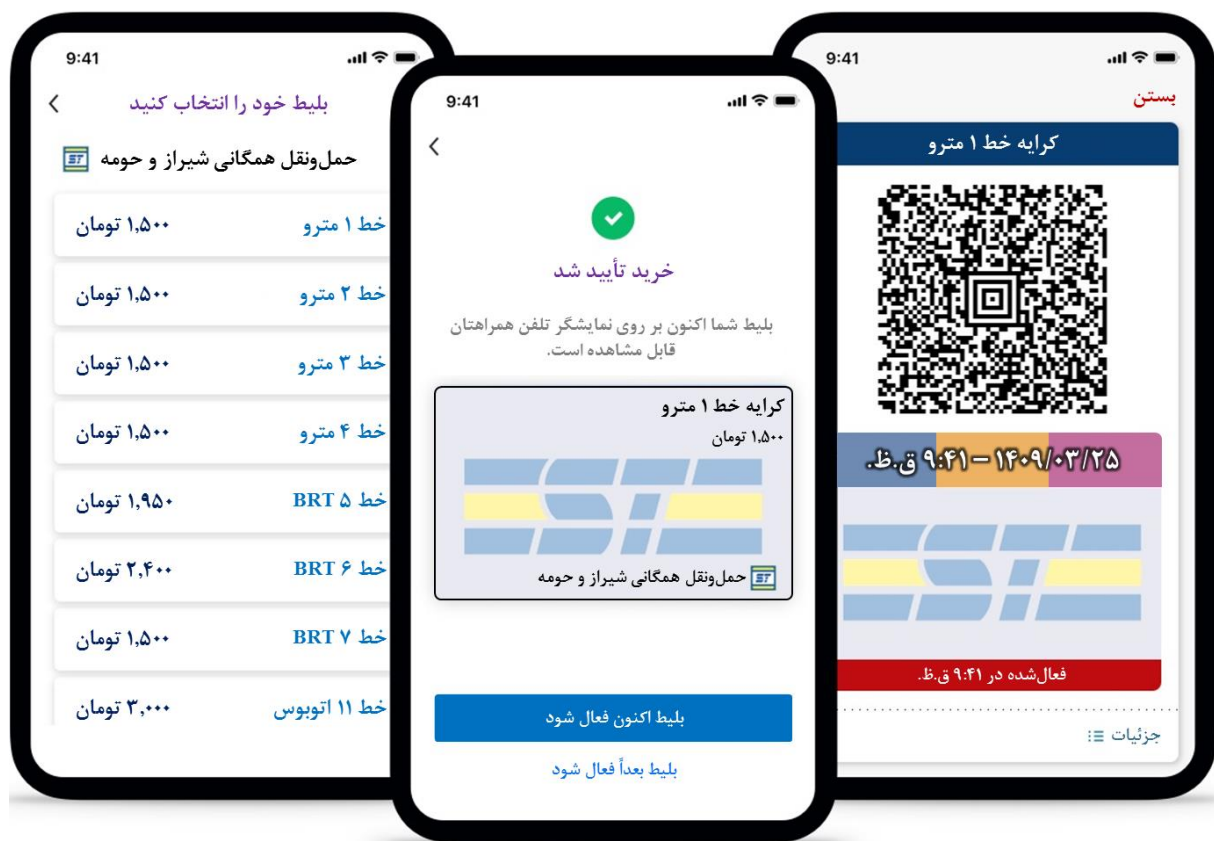 9:41
بلیط خود را انتخاب کنید
حمل‌ونقل همگانی شیراز و حومه ST
خط ۱ مترو ۱,۵۰۰ تومان
خط ۲ مترو ۱,۵۰۰ تومان
خط ۳ مترو ۱,۵۰۰ تومان
خط ۴ مترو ۱,۵۰۰ تومان
خط ۵ BRT ۱,۹۵۰ تومان
خط ۶ BRT ۲,۴۰۰ تومان
خط ۷ BRT ۱,۵۰۰ تومان
خط ۱۱ اتوبوس ۳,۰۰۰ تومان
9:41
خرید تأیید شد
بلیط شما اکنون بر روی نمایشگر تلفن همراهتان
قابل مشاهده است.
کرایه خط ۱ مترو
۱,۵۰۰ تومان
ST
ST حمل‌ونقل همگانی شیراز و حومه
بلیط اکنون فعال شود
بلیط بعداً فعال شود
9:41
بستن
کرایه خط ۱ مترو
۱۴۰۹/۰۳/۲۵ – ۹:۴۱ ق.ظ.
ST
فعال‌شده در ۹:۴۱ ق.ظ.
جزئیات